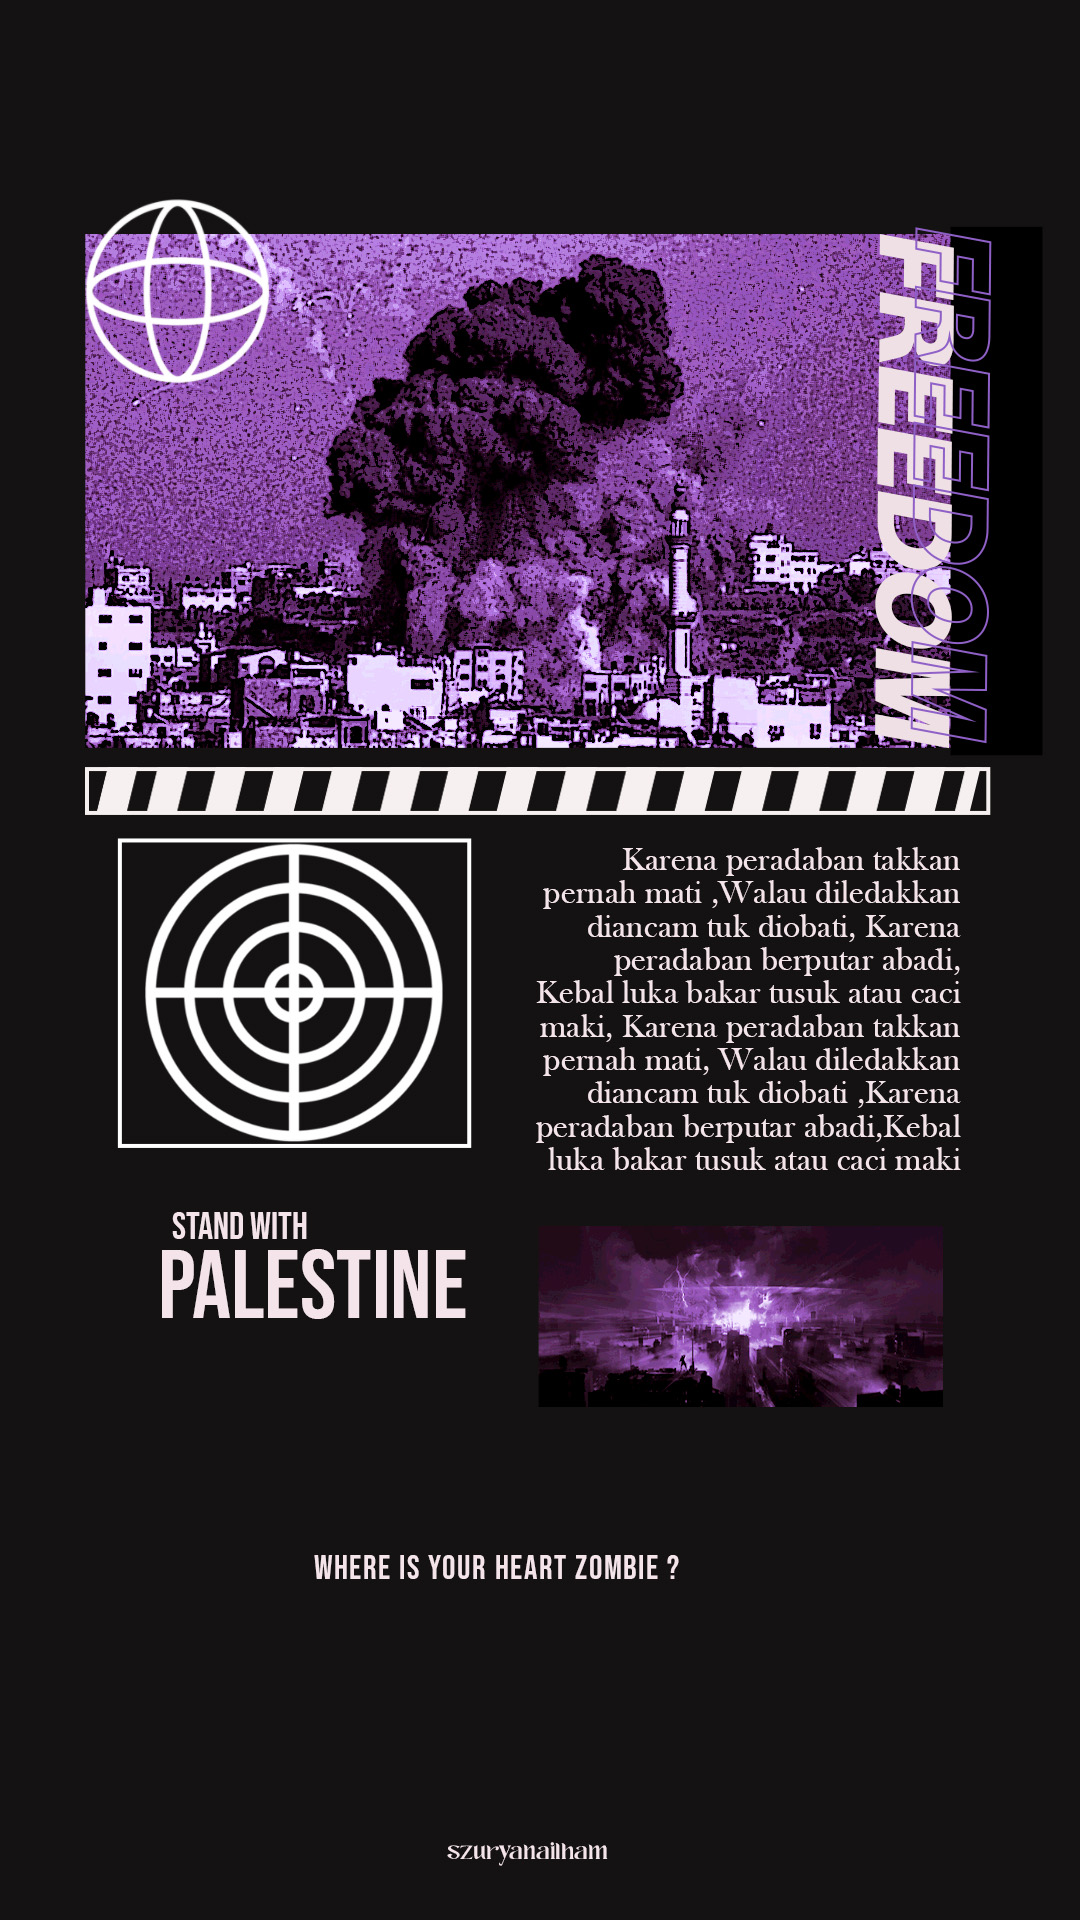 FREEDOM
FREEDOM
Karena peradaban takkan
pernah mati ,Walau diledakkan
diancam tuk diobati, Karena
peradaban berputar abadi,
Kebal luka bakar tusuk atau caci
maki, Karena peradaban takkan
pernah mati, Walau diledakkan
diancam tuk diobati ,Karena
peradaban berputar abadi,Kebal
luka bakar tusuk atau caci maki
STAND WITH
PALESTINE
WHERE IS YOUR HEART ZOMBIE ?
szuryanailham